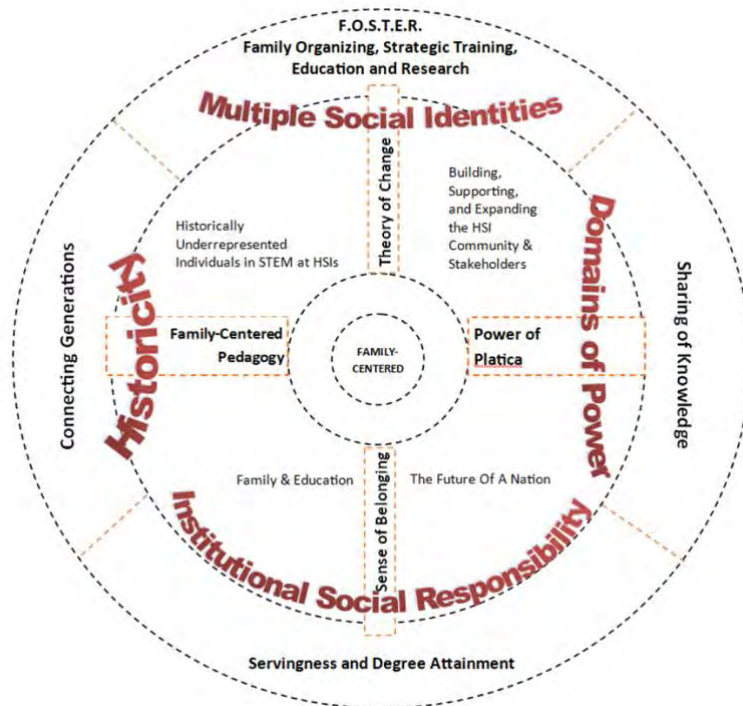 F.O.S.T.E.R.
Family Organizing, Strategic Training,
Education and Research
Multiple Social Identities
Theory of Change
Building,
Supporting,
and Expanding
the HSI
Community &
Stakeholders
Historically
Underrepresented
Individuals in STEM at HSIs
Connecting Generations
Historicity
Domains of Power
Sharing of Knowledge
Family-Centered
Pedagogy
FAMILY-
CENTERED
Power of
Platica
Family & Education
Sense of Belonging
The Future Of A Nation
Institutional Social Responsibility
Servingness and Degree Attainment